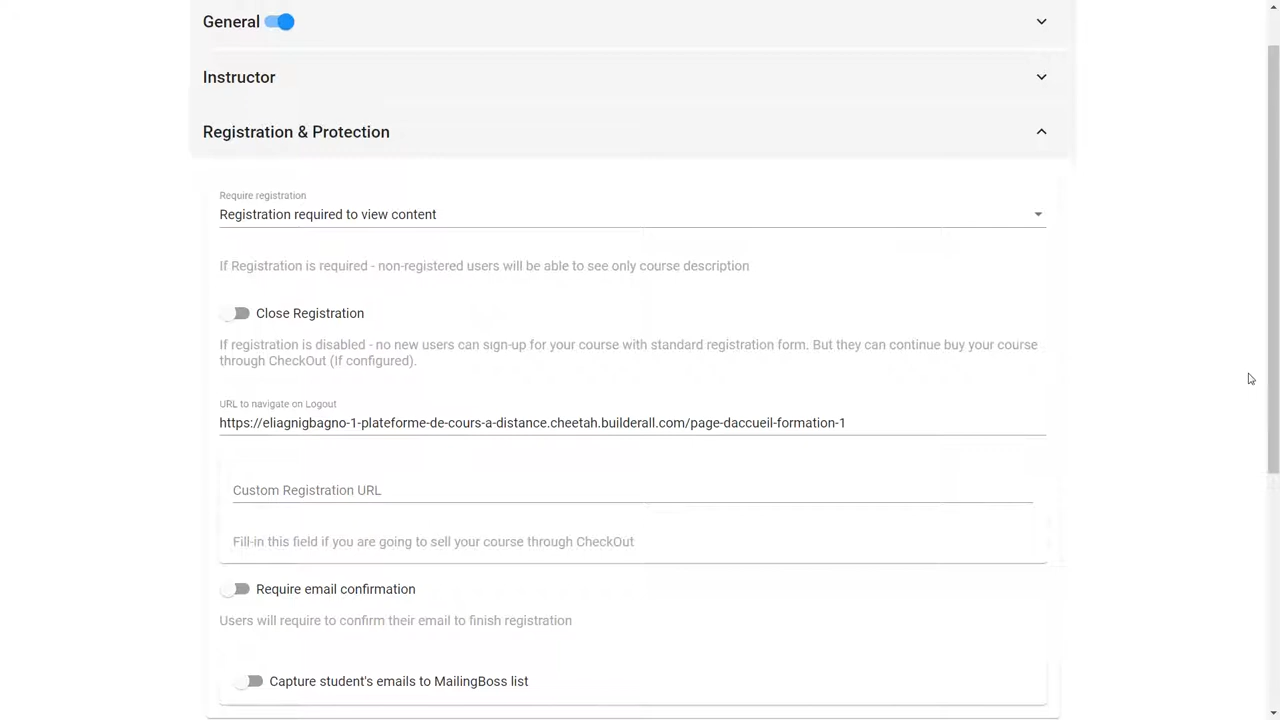 General
Instructor
Registration & Protection
Require registration
Registration required to view content
If Registration is required - non-registered users will be able to see only course description
Close Registration
If registration is disabled - no new users can sign-up for your course with standard registration form. But they can continue buy your course
through CheckOut (If configured).
URL to navigate on Logout
https://eliagnigbagno-1-plateforme-de-cours-a-distance.cheetah.builderall.com/page-daccueil-formation-1
Custom Registration URL
Fill-in this field if you are going to sell your course through CheckOut
Require email confirmation
Users will require to confirm their email to finish registration
Capture student's emails to MailingBoss list